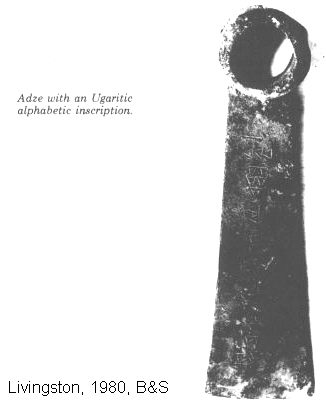 Adze with an Ugaritic
alphabetic inscription.
Livingston, 1980, B&S